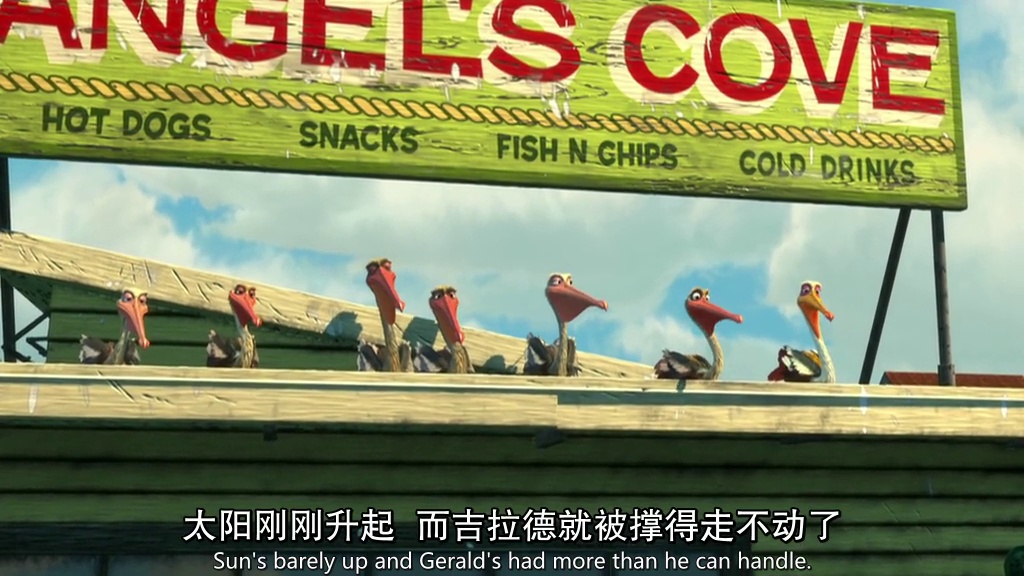 ANGEL'S COVE
HOT DOGS SNACKS FISH N CHIPS COLD DRINKS
太阳刚刚升起 而吉拉德就被撑得走不动了
Sun's barely up and Gerald's had more than he can handle.